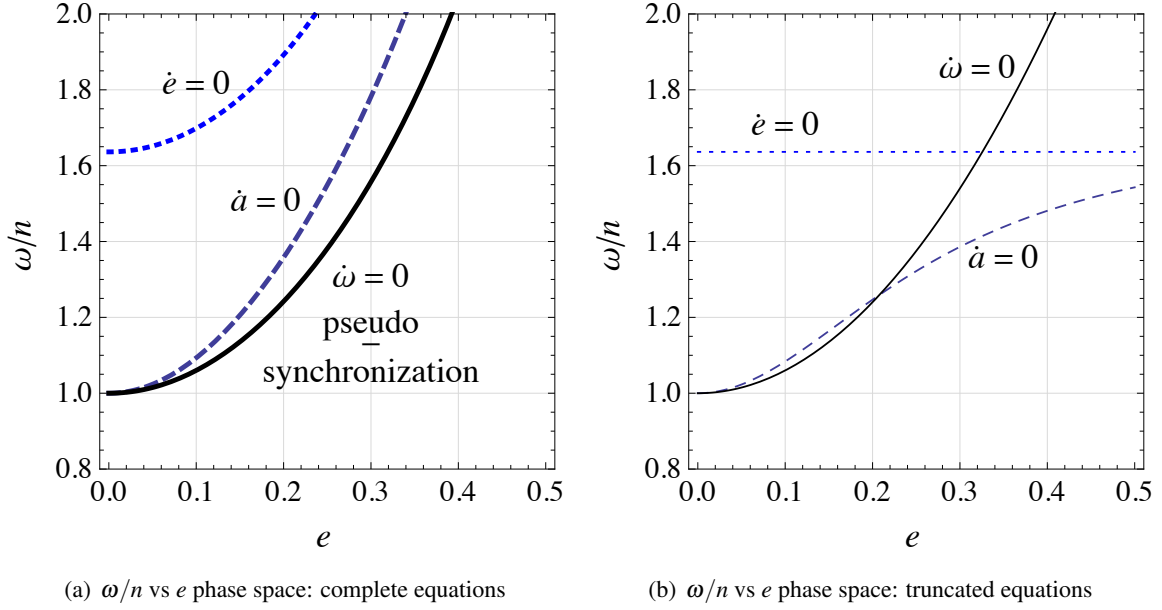 2.0
1.8
1.6
1.4
1.2
1.0
0.8
ω/n
ė = 0
ȧ = 0
ω̇ = 0
pseudo
–
synchronization
0.0 0.1 0.2 0.3 0.4 0.5
e
(a) ω/n vs e phase space: complete equations
2.0
1.8
1.6
1.4
1.2
1.0
0.8
ω/n
ω̇ = 0
ė = 0
ȧ = 0
0.0 0.1 0.2 0.3 0.4 0.5
e
(b) ω/n vs e phase space: truncated equations